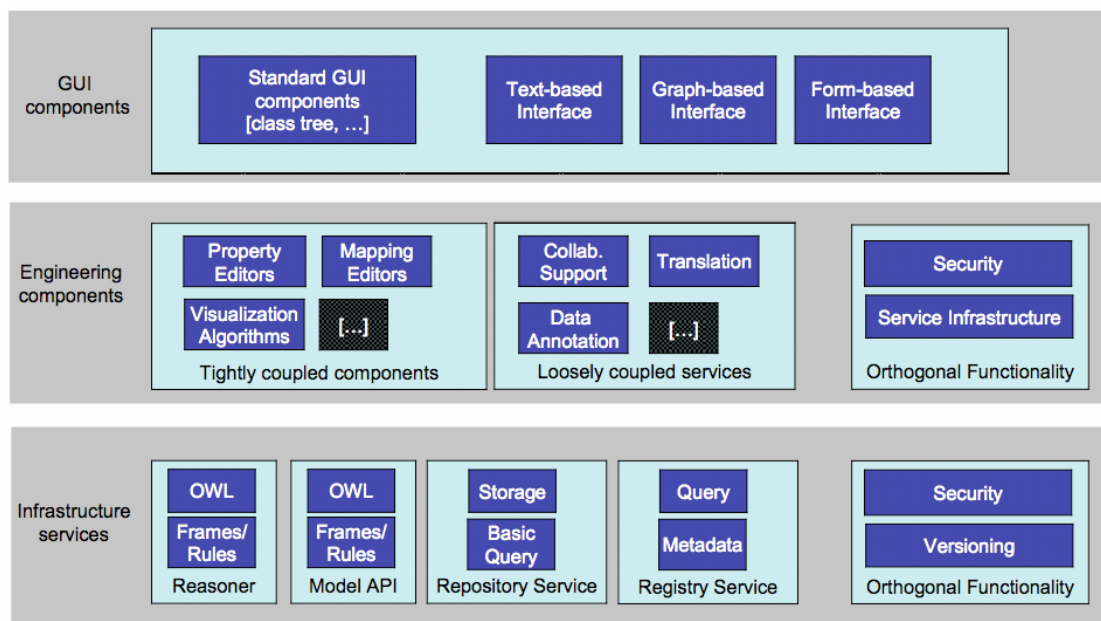 GUI
components
Standard GUI
components
[class tree, ...]
Text-based
Interface
Graph-based
Interface
Form-based
Interface
Engineering
components
Property
Editors
Mapping
Editors
Visualization
Algorithms
[...]
Tightly coupled components
Collab.
Support
Translation
Data
Annotation
[...]
Loosely coupled services
Security
Service Infrastructure
Orthogonal Functionality
Infrastructure
services
OWL
Frames/
Rules
Reasoner
OWL
Frames/
Rules
Model API
Storage
Basic
Query
Repository Service
Query
Metadata
Registry Service
Security
Versioning
Orthogonal Functionality